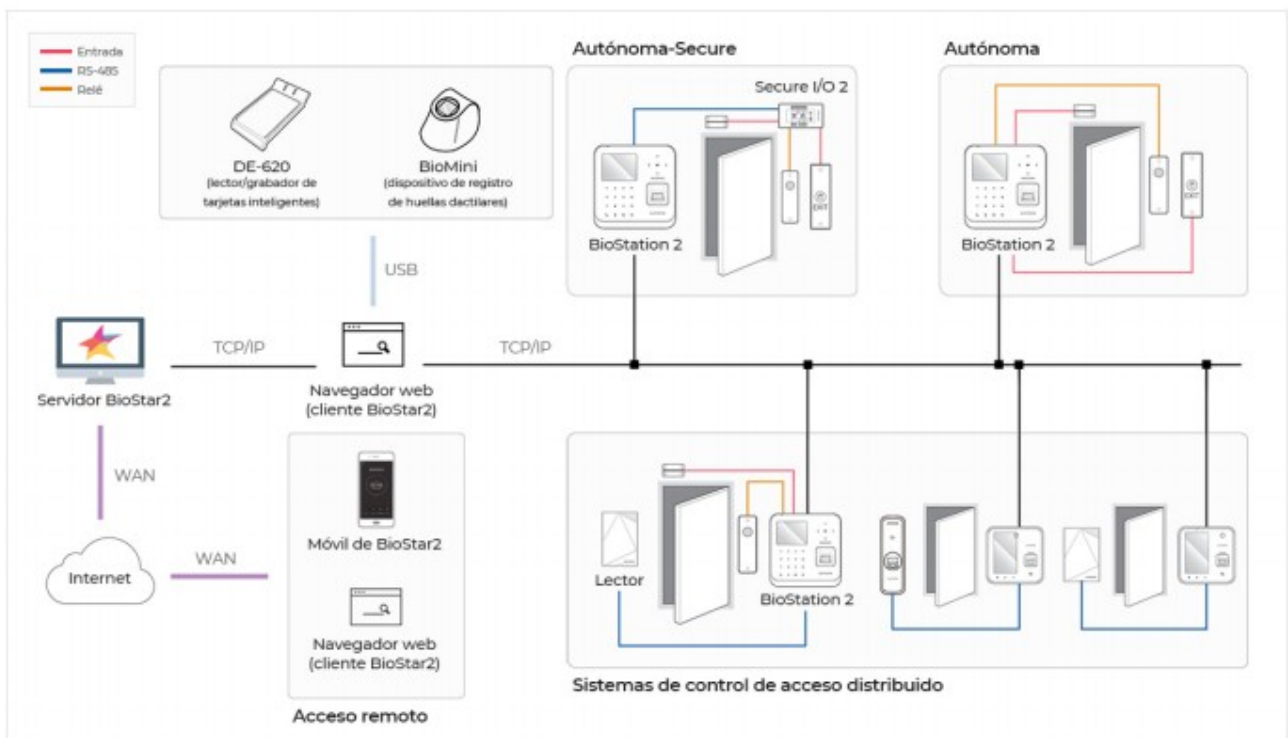 Entrada
RS-485
Relé
DE-620
(lector/grabador de
tarjetas inteligentes)
BioMini
(dispositivo de registro
de huellas dactilares)
USB
Autónoma-Secure
Secure I/O 2
EXIT
BioStation 2
Autónoma
EXIT
BioStation 2
TCP/IP
TCP/IP
Servidor BioStar2
Navegador web
(cliente BioStar2)
WAN
Internet
WAN
Móvil de BioStar2
Navegador web
(cliente BioStar2)
Acceso remoto
Lector
BioStation 2
Sistemas de control de acceso distribuido